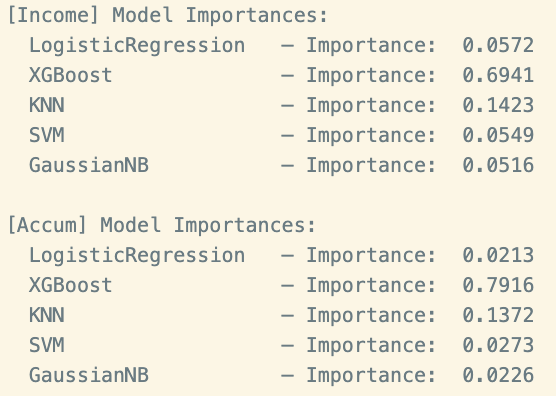 [Income] Model Importances:
  LogisticRegression   – Importance:  0.0572
  XGBoost              – Importance:  0.6941
  KNN                  – Importance:  0.1423
  SVM                  – Importance:  0.0549
  GaussianNB           – Importance:  0.0516

[Accum] Model Importances:
  LogisticRegression   – Importance:  0.0213
  XGBoost              – Importance:  0.7916
  KNN                  – Importance:  0.1372
  SVM                  – Importance:  0.0273
  GaussianNB           – Importance:  0.0226